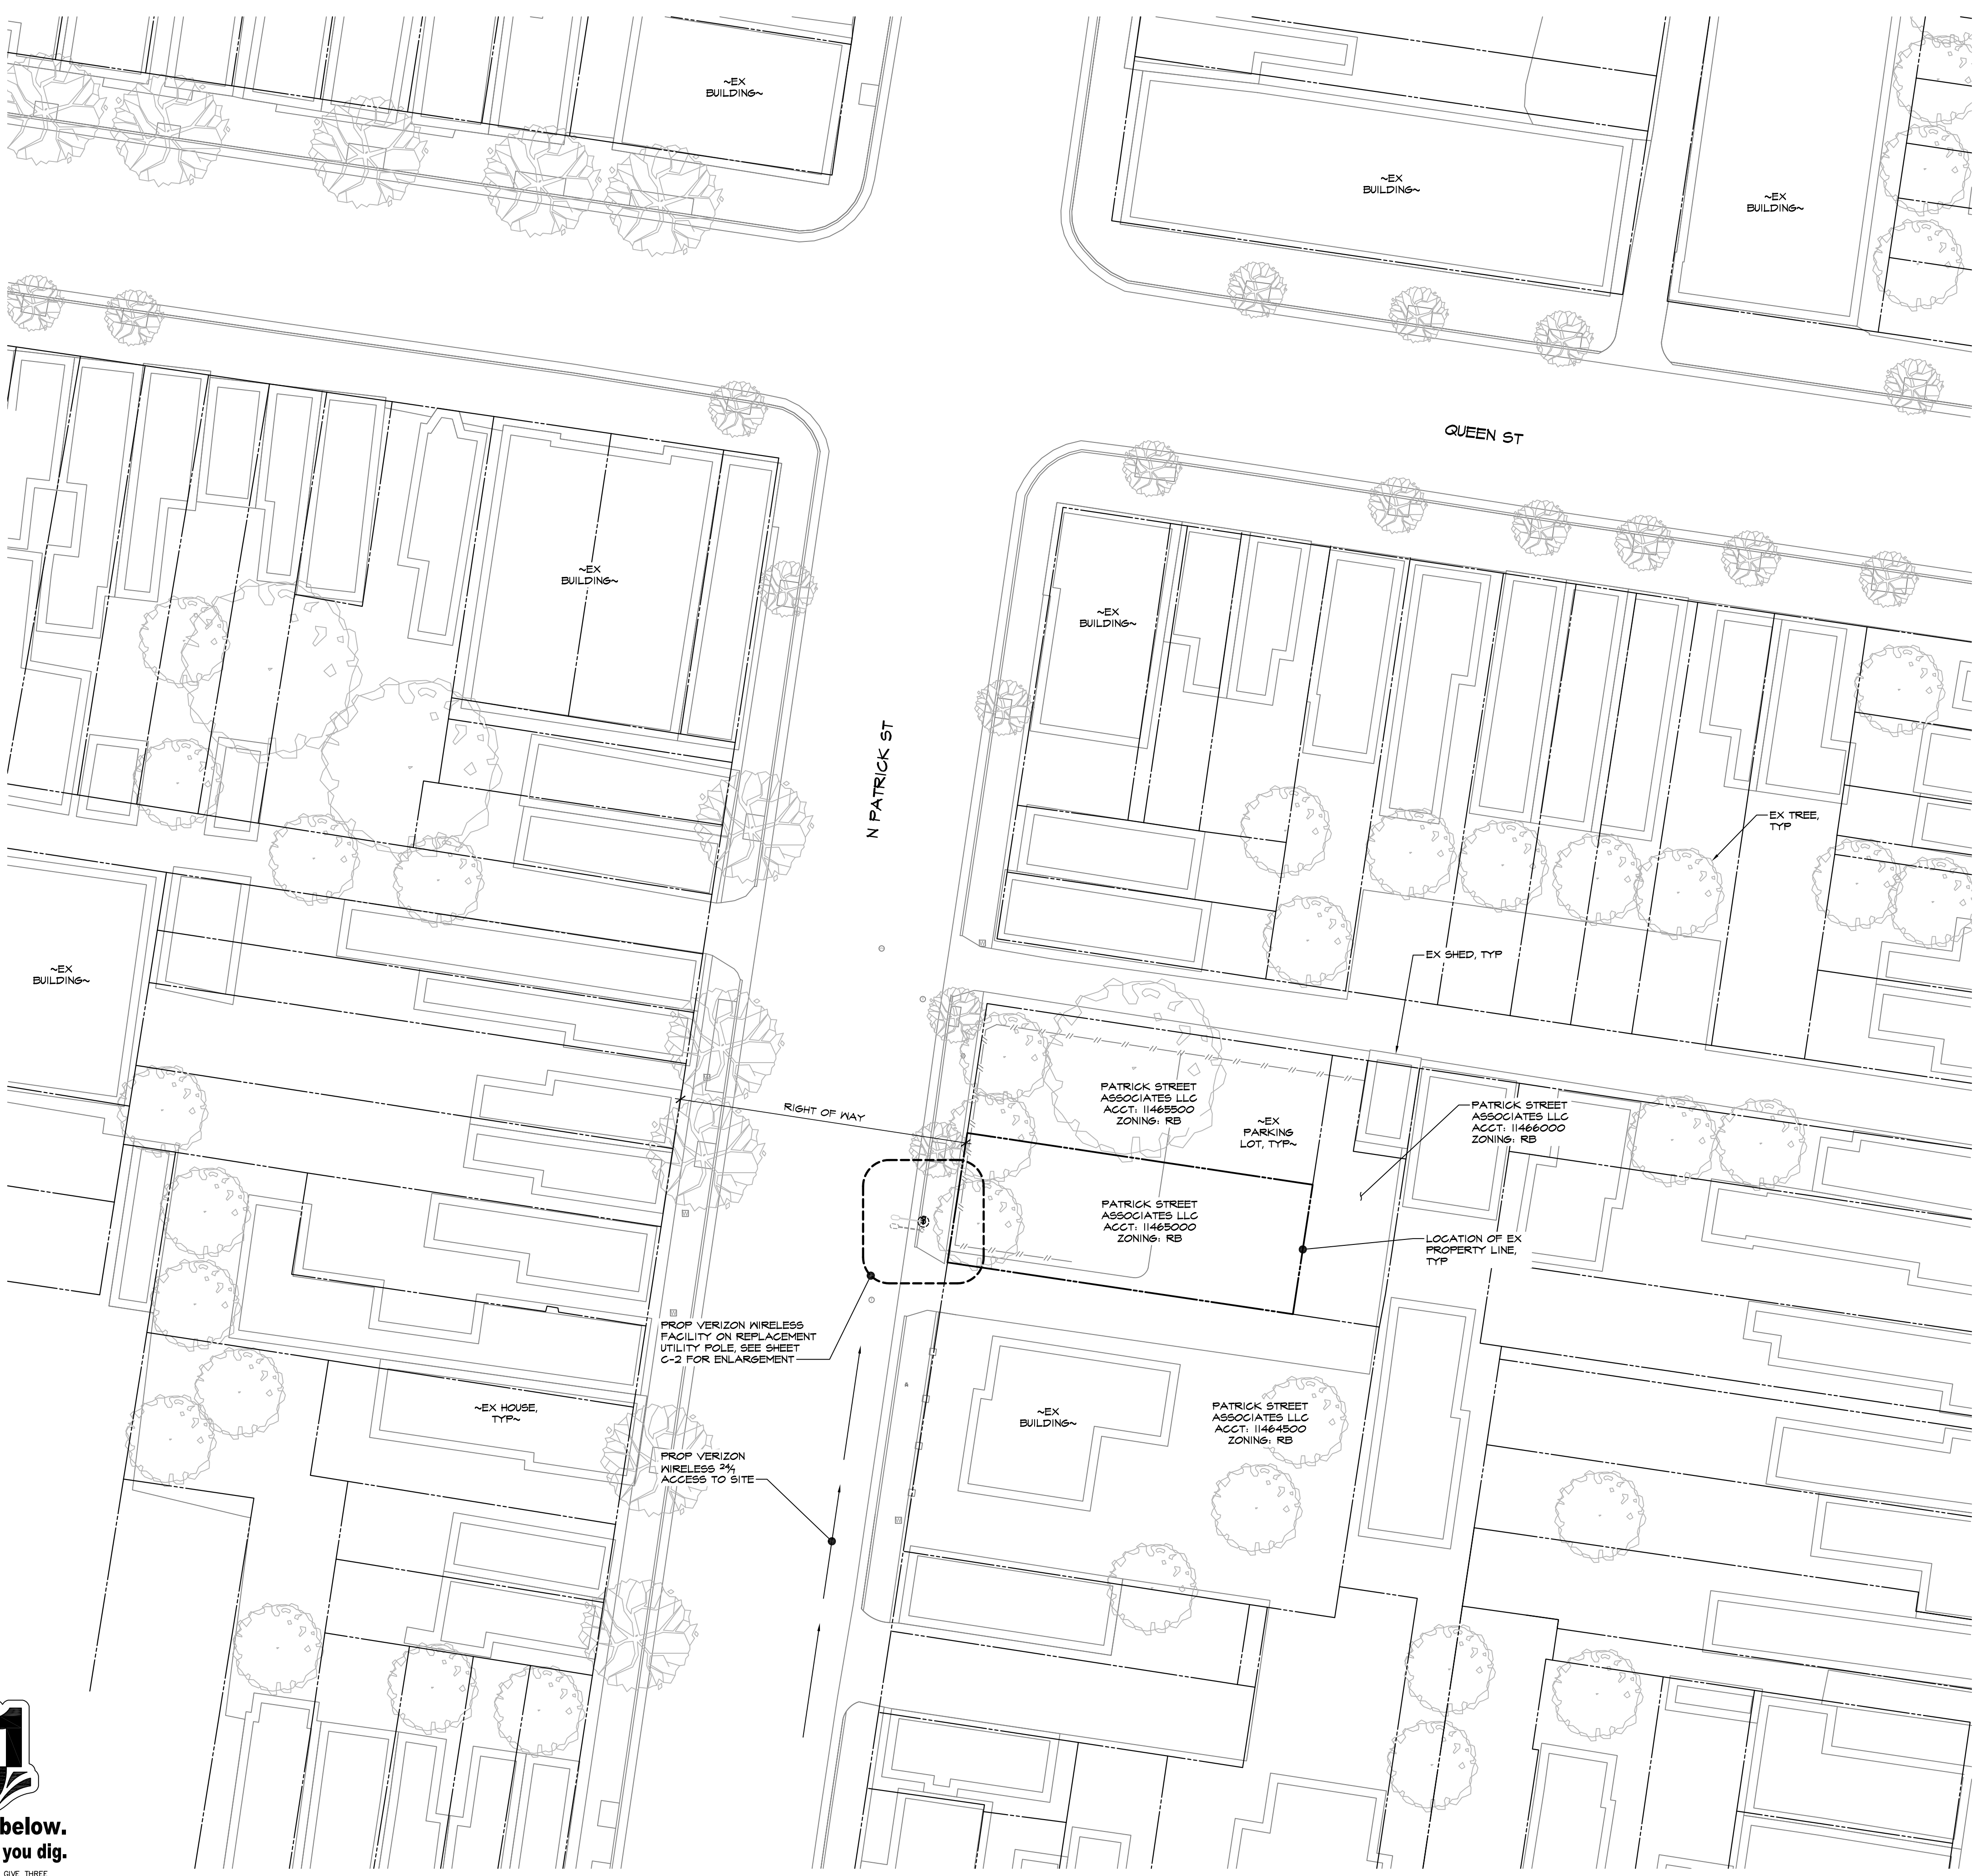 ~EX
BUILDING~
~EX
BUILDING~
~EX
BUILDING~
QUEEN ST
~EX
BUILDING~
~EX
BUILDING~
N PATRICK ST
EX TREE,
TYP
~EX
BUILDING~
EX SHED, TYP
RIGHT OF WAY
PATRICK STREET
ASSOCIATES LLC
ACCT: 11465500
ZONING: RB
~EX
PARKING
LOT, TYP~
PATRICK STREET
ASSOCIATES LLC
ACCT: 11466000
ZONING: RB
PATRICK STREET
ASSOCIATES LLC
ACCT: 11465000
ZONING: RB
LOCATION OF EX
PROPERTY LINE,
TYP
PROP VERIZON WIRELESS
FACILITY ON REPLACEMENT
UTILITY POLE, SEE SHEET
C-2 FOR ENLARGEMENT
~EX HOUSE,
TYP~
~EX
BUILDING~
PATRICK STREET
ASSOCIATES LLC
ACCT: 11464500
ZONING: RB
PROP VERIZON
WIRELESS 24/7
ACCESS TO SITE
below.
you dig.
GIVE THREE